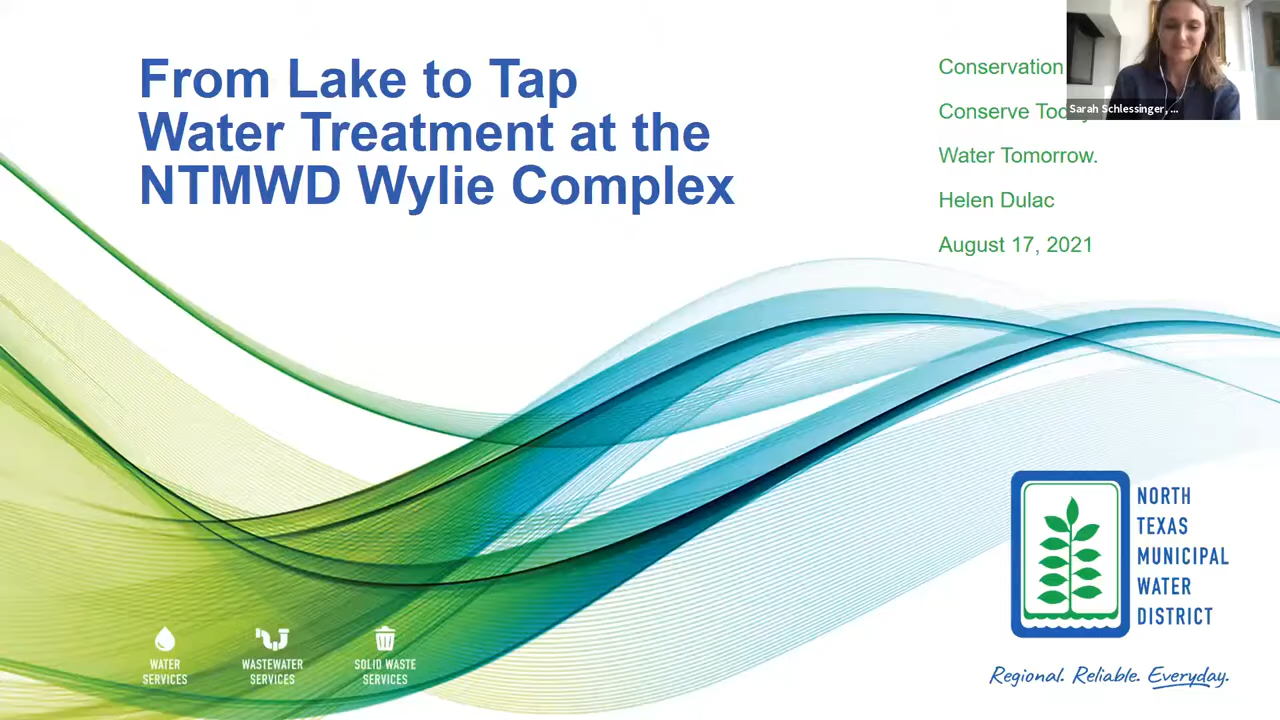 From Lake to Tap
Water Treatment at the
NTMWD Wylie Complex
Conservation
Conserve Today
Water Tomorrow.
Helen Dulac
August 17, 2021
Sarah Schlessinger, ...
NORTH
TEXAS
MUNICIPAL
WATER
DISTRICT
Regional. Reliable. Everyday.
WATER
SERVICES
WASTEWATER
SERVICES
SOLID WASTE
SERVICES